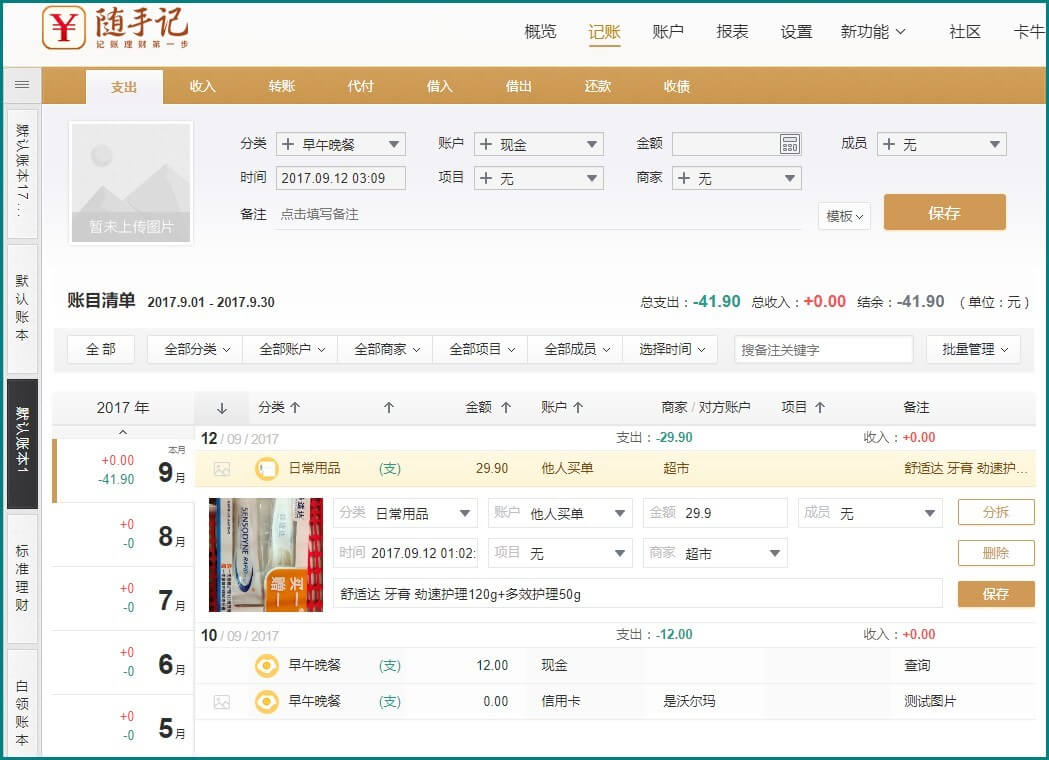 随手记
记账理财第一步
概览 记账 账户 报表 设置 新功能 社区 卡牛
支出 收入 转账 代付 借入 借出 还款 收债
默认账本17...
默认账本
默认账本1
标准理财
白领账本
暂未上传图片
分类 早午晚餐 账户 现金 金额 成员 无
时间 2017.09.12 03:09 项目 无 商家 无
备注 点击填写备注 模板 保存
账目清单 2017.9.01 - 2017.9.30 总支出：-41.90 总收入：+0.00 结余：-41.90 （单位：元）
全部 全部分类 全部账户 全部商家 全部项目 全部成员 选择时间 搜备注关键字 批量管理
2017 年 ↓ 分类 ↑ ↑ 金额 ↑ 账户 ↑ 商家 / 对方账户 项目 ↑ 备注
12 / 09 / 2017 支出：-29.90 收入：+0.00
本月
+0.00
-41.90
9月
日常用品 (支) 29.90 他人买单 超市 舒适达 牙膏 劲速护...
SENSODYNE RAPID
买一
赠一
分类 日常用品 账户 他人买单 金额 29.9 成员 无 分拆
时间 2017.09.12 01:02: 项目 无 商家 超市 删除
舒适达 牙膏 劲速护理120g+多效护理50g 保存
+0
-0
8月
+0
-0
7月
10 / 09 / 2017 支出：-12.00 收入：+0.00
早午晚餐 (支) 12.00 现金 查询
早午晚餐 (支) 0.00 信用卡 是沃尔玛 测试图片
+0
-0
6月
+0
-0
5月